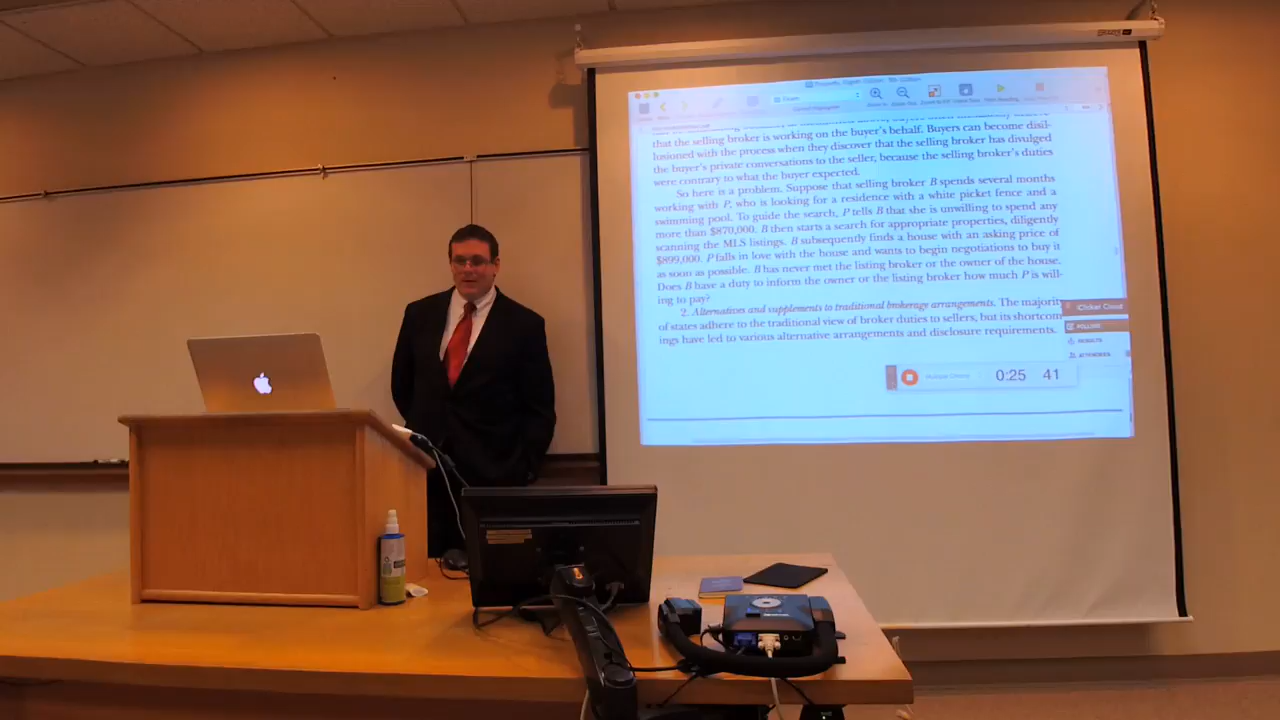 that the selling broker is working on the buyer's behalf. Buyers can become disil-
lusioned with the process when they discover that the selling broker has divulged
the buyer's private conversations to the seller, because the selling broker's duties
were contrary to what the buyer expected.
So here is a problem. Suppose that selling broker B spends several months
working with P, who is looking for a residence with a white picket fence and a
swimming pool. To guide the search, P tells B that she is unwilling to spend any
more than $870,000. B then starts a search for appropriate properties, diligently
scanning the MLS listings. B subsequently finds a house with an asking price of
$899,000. P falls in love with the house and wants to begin negotiations to buy it
as soon as possible. B has never met the listing broker or the owner of the house.
Does B have a duty to inform the owner or the listing broker how much P is will-
ing to pay?
2. Alternatives and supplements to traditional brokerage arrangements. The majority
of states adhere to the traditional view of broker duties to sellers, but its shortcom
ings have led to various alternative arrangements and disclosure requirements.
iClicker Cloud
POLLING
RESULTS
ATTENDANCE
Multiple Choice 0:25 41